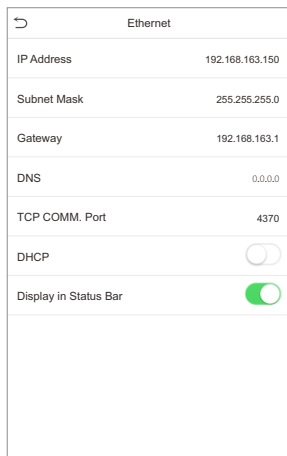 Ethernet
IP Address 192.168.163.150
Subnet Mask 255.255.255.0
Gateway 192.168.163.1
DNS 0.0.0.0
TCP COMM. Port 4370
DHCP
Display in Status Bar